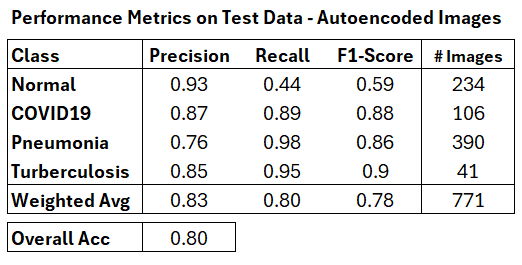 Performance Metrics on Test Data - Autoencoded Images
Class Precision Recall F1-Score # Images
Normal 0.93 0.44 0.59 234
COVID19 0.87 0.89 0.88 106
Pneumonia 0.76 0.98 0.86 390
Turberculosis 0.85 0.95 0.9 41
Weighted Avg 0.83 0.80 0.78 771
Overall Acc 0.80